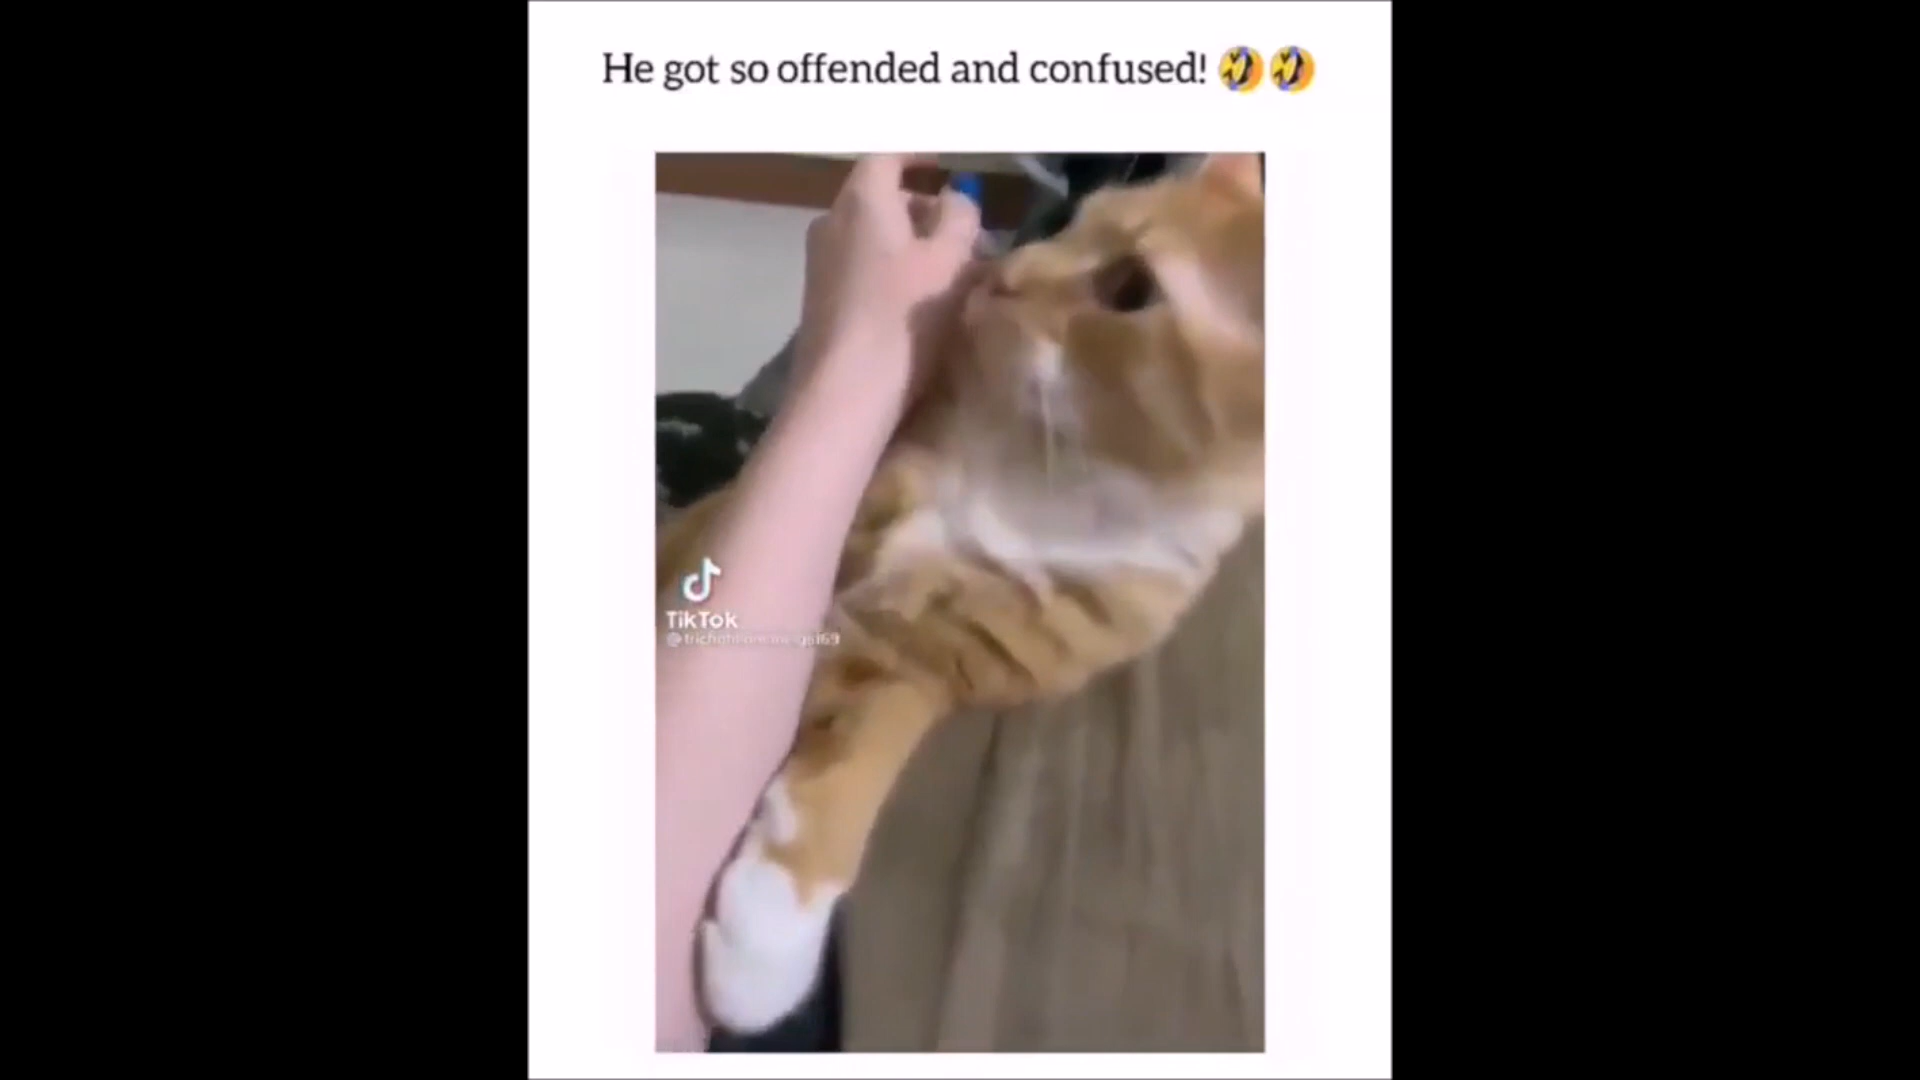 He got so offended and confused! 🤣🤣
TikTok